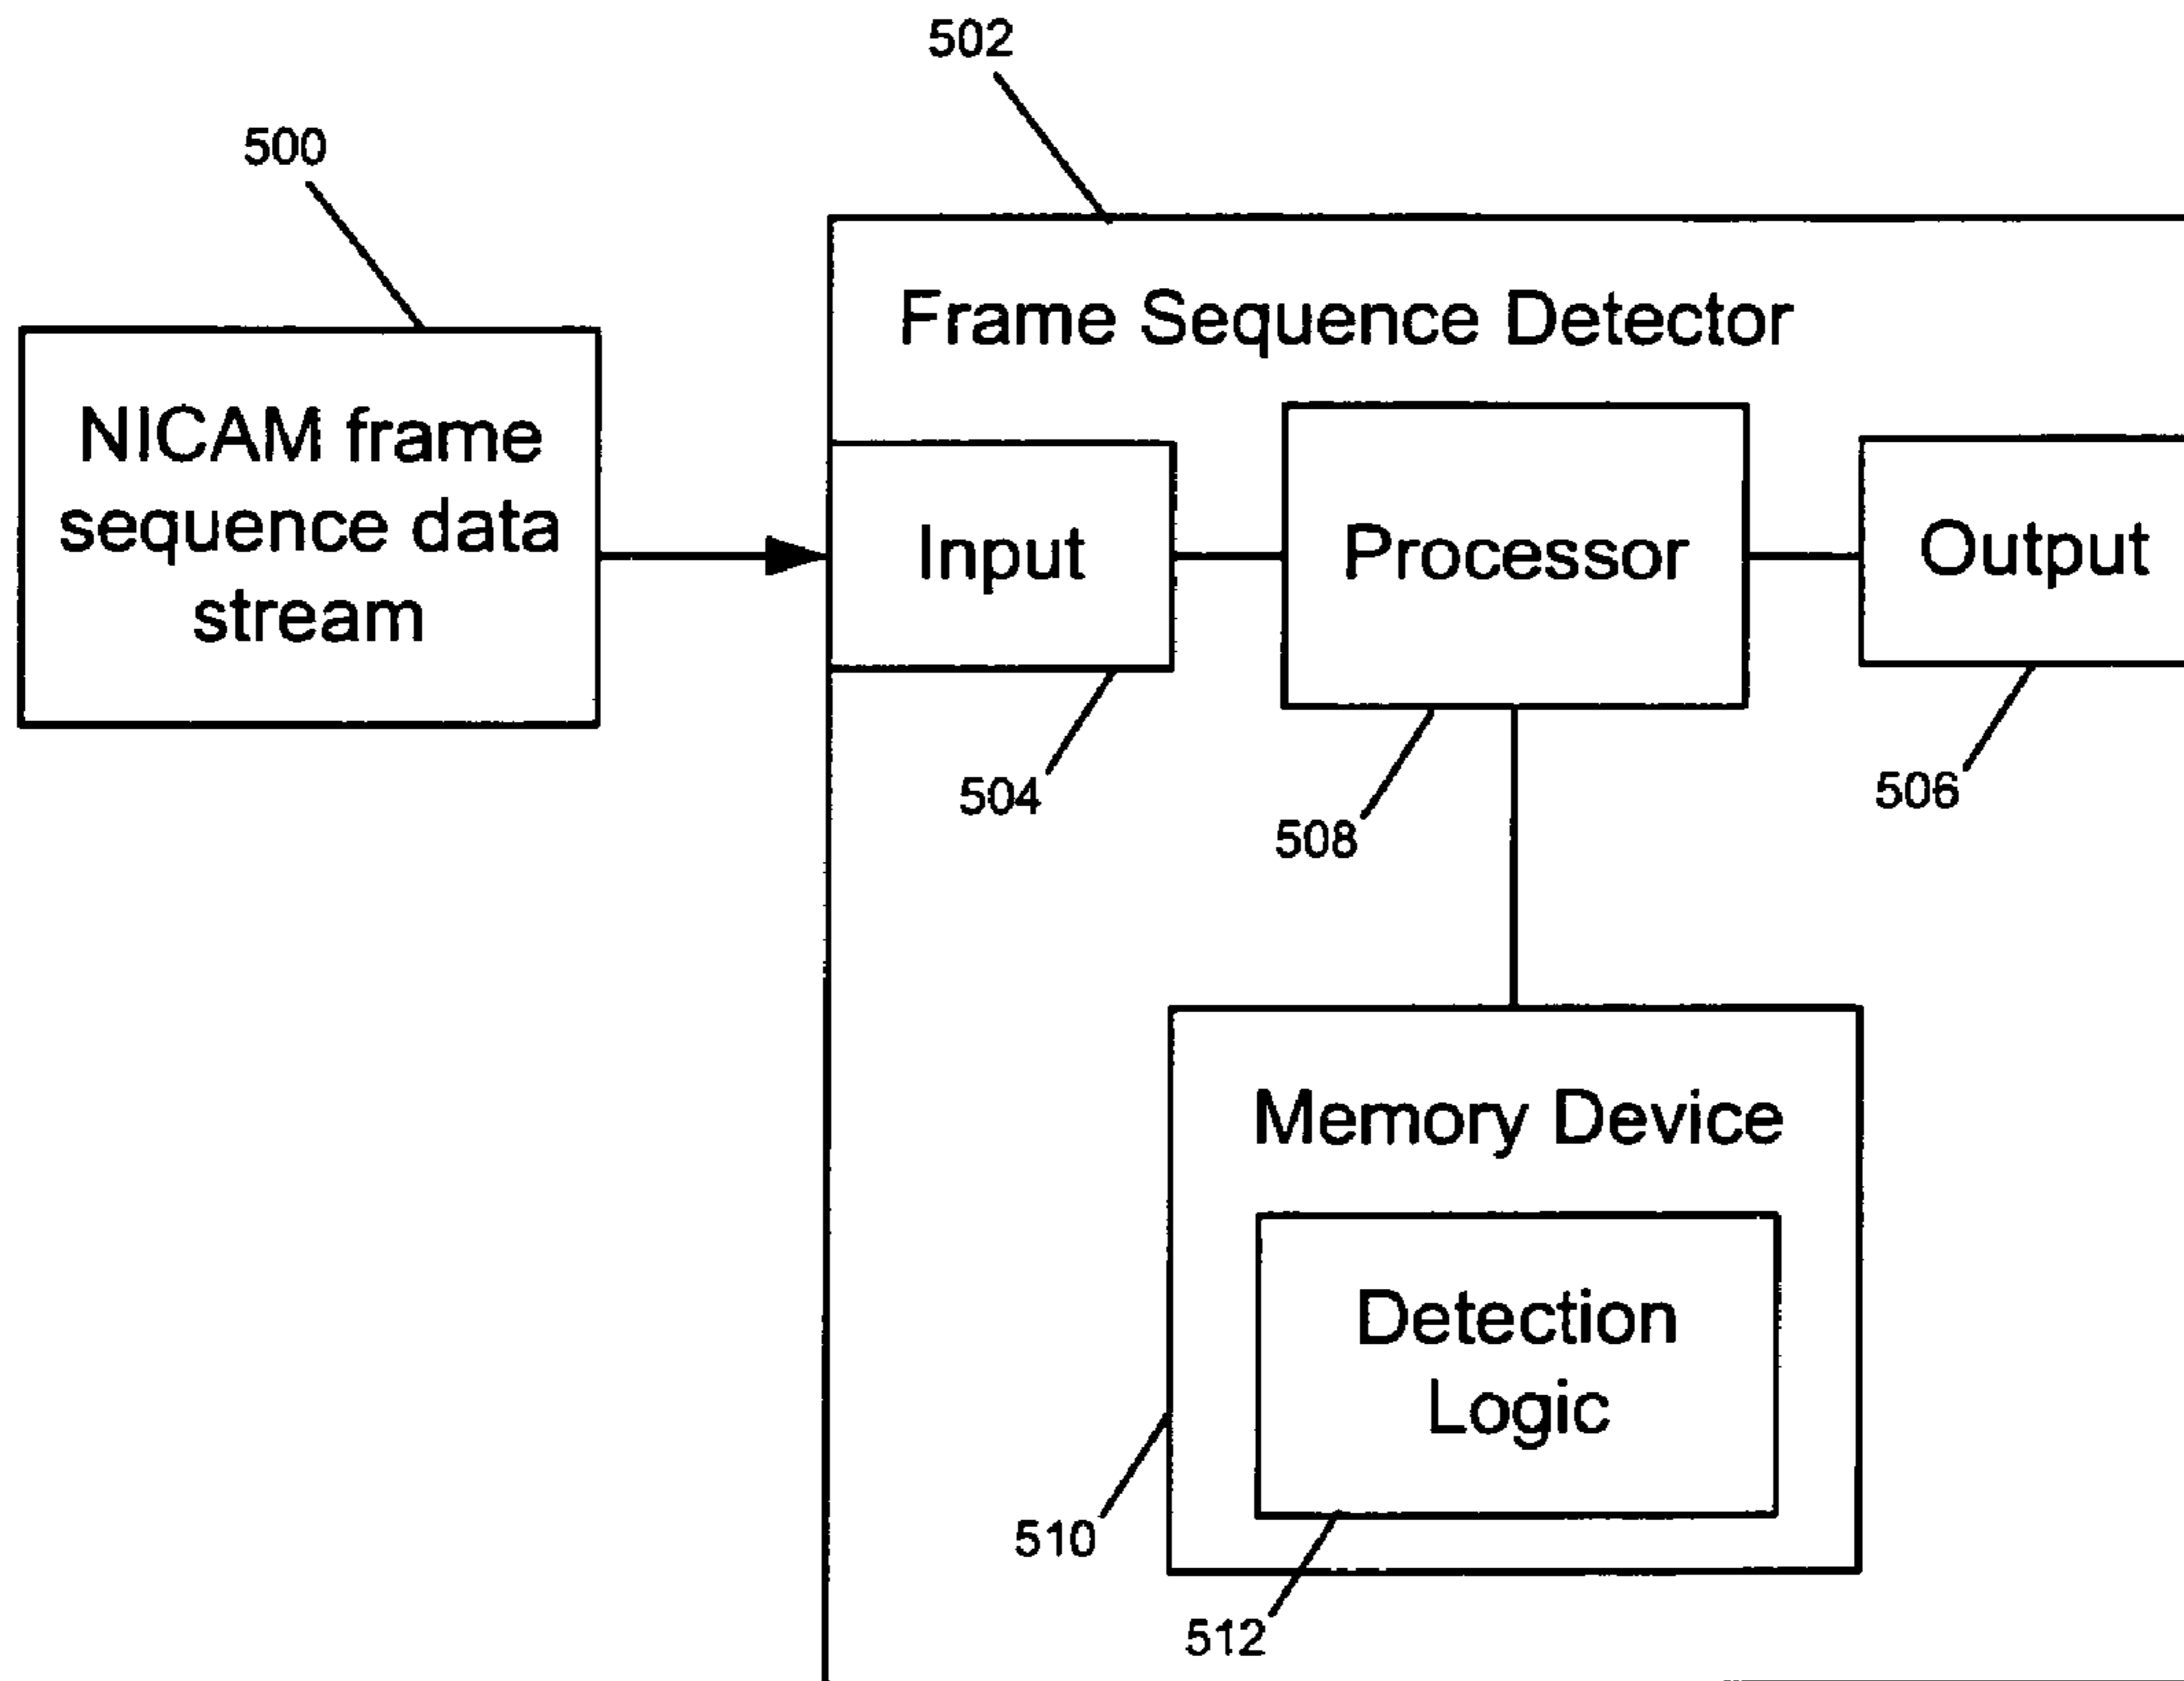 502
500
Frame Sequence Detector
NICAM frame
sequence data
stream
Input
Processor
Output
504
508
506
Memory Device
Detection
Logic
510
512